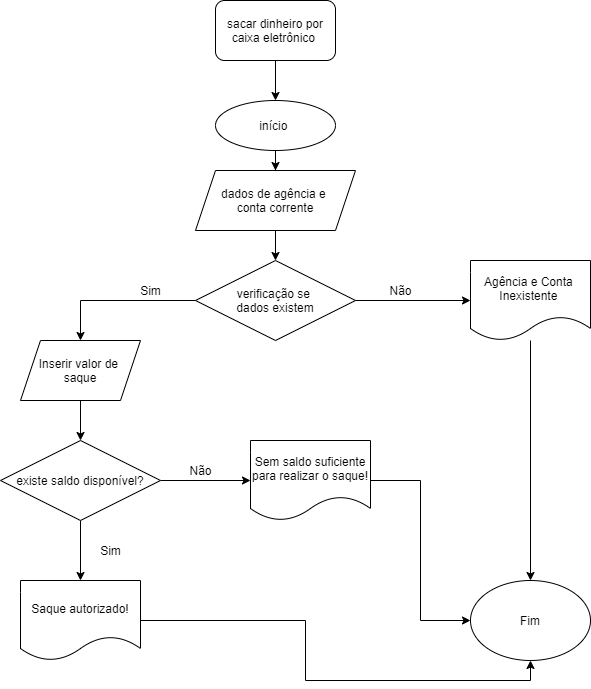 sacar dinheiro por
caixa eletrônico
início
dados de agência e
conta corrente
verificação se
dados existem
Sim
Não
Agência e Conta
Inexistente
Inserir valor de
saque
existe saldo disponível?
Não
Sem saldo suficiente
para realizar o saque!
Sim
Saque autorizado!
Fim